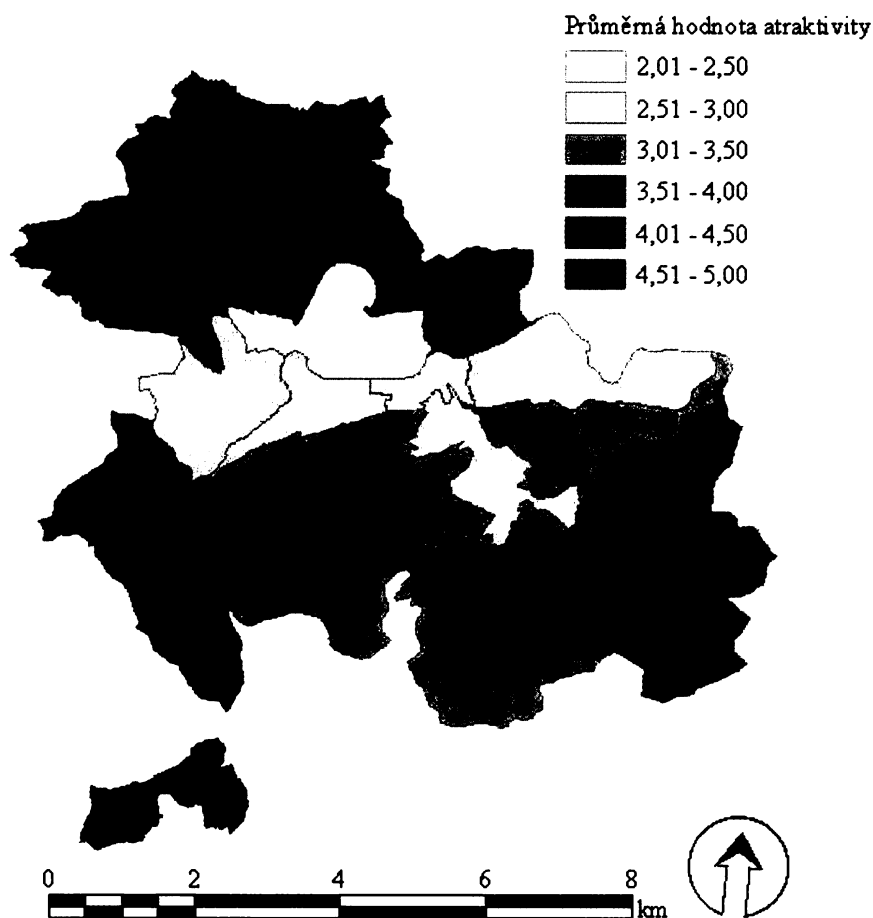 Průměrná hodnota atraktivity
2,01 - 2,50
2,51 - 3,00
3,01 - 3,50
3,51 - 4,00
4,01 - 4,50
4,51 - 5,00
0 2 4 6 8
km